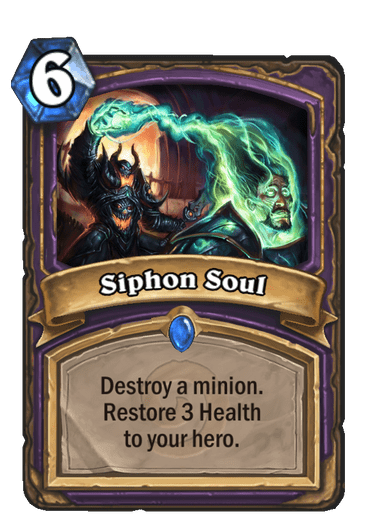 6
Siphon Soul
Destroy a minion.
Restore 3 Health
to your hero.